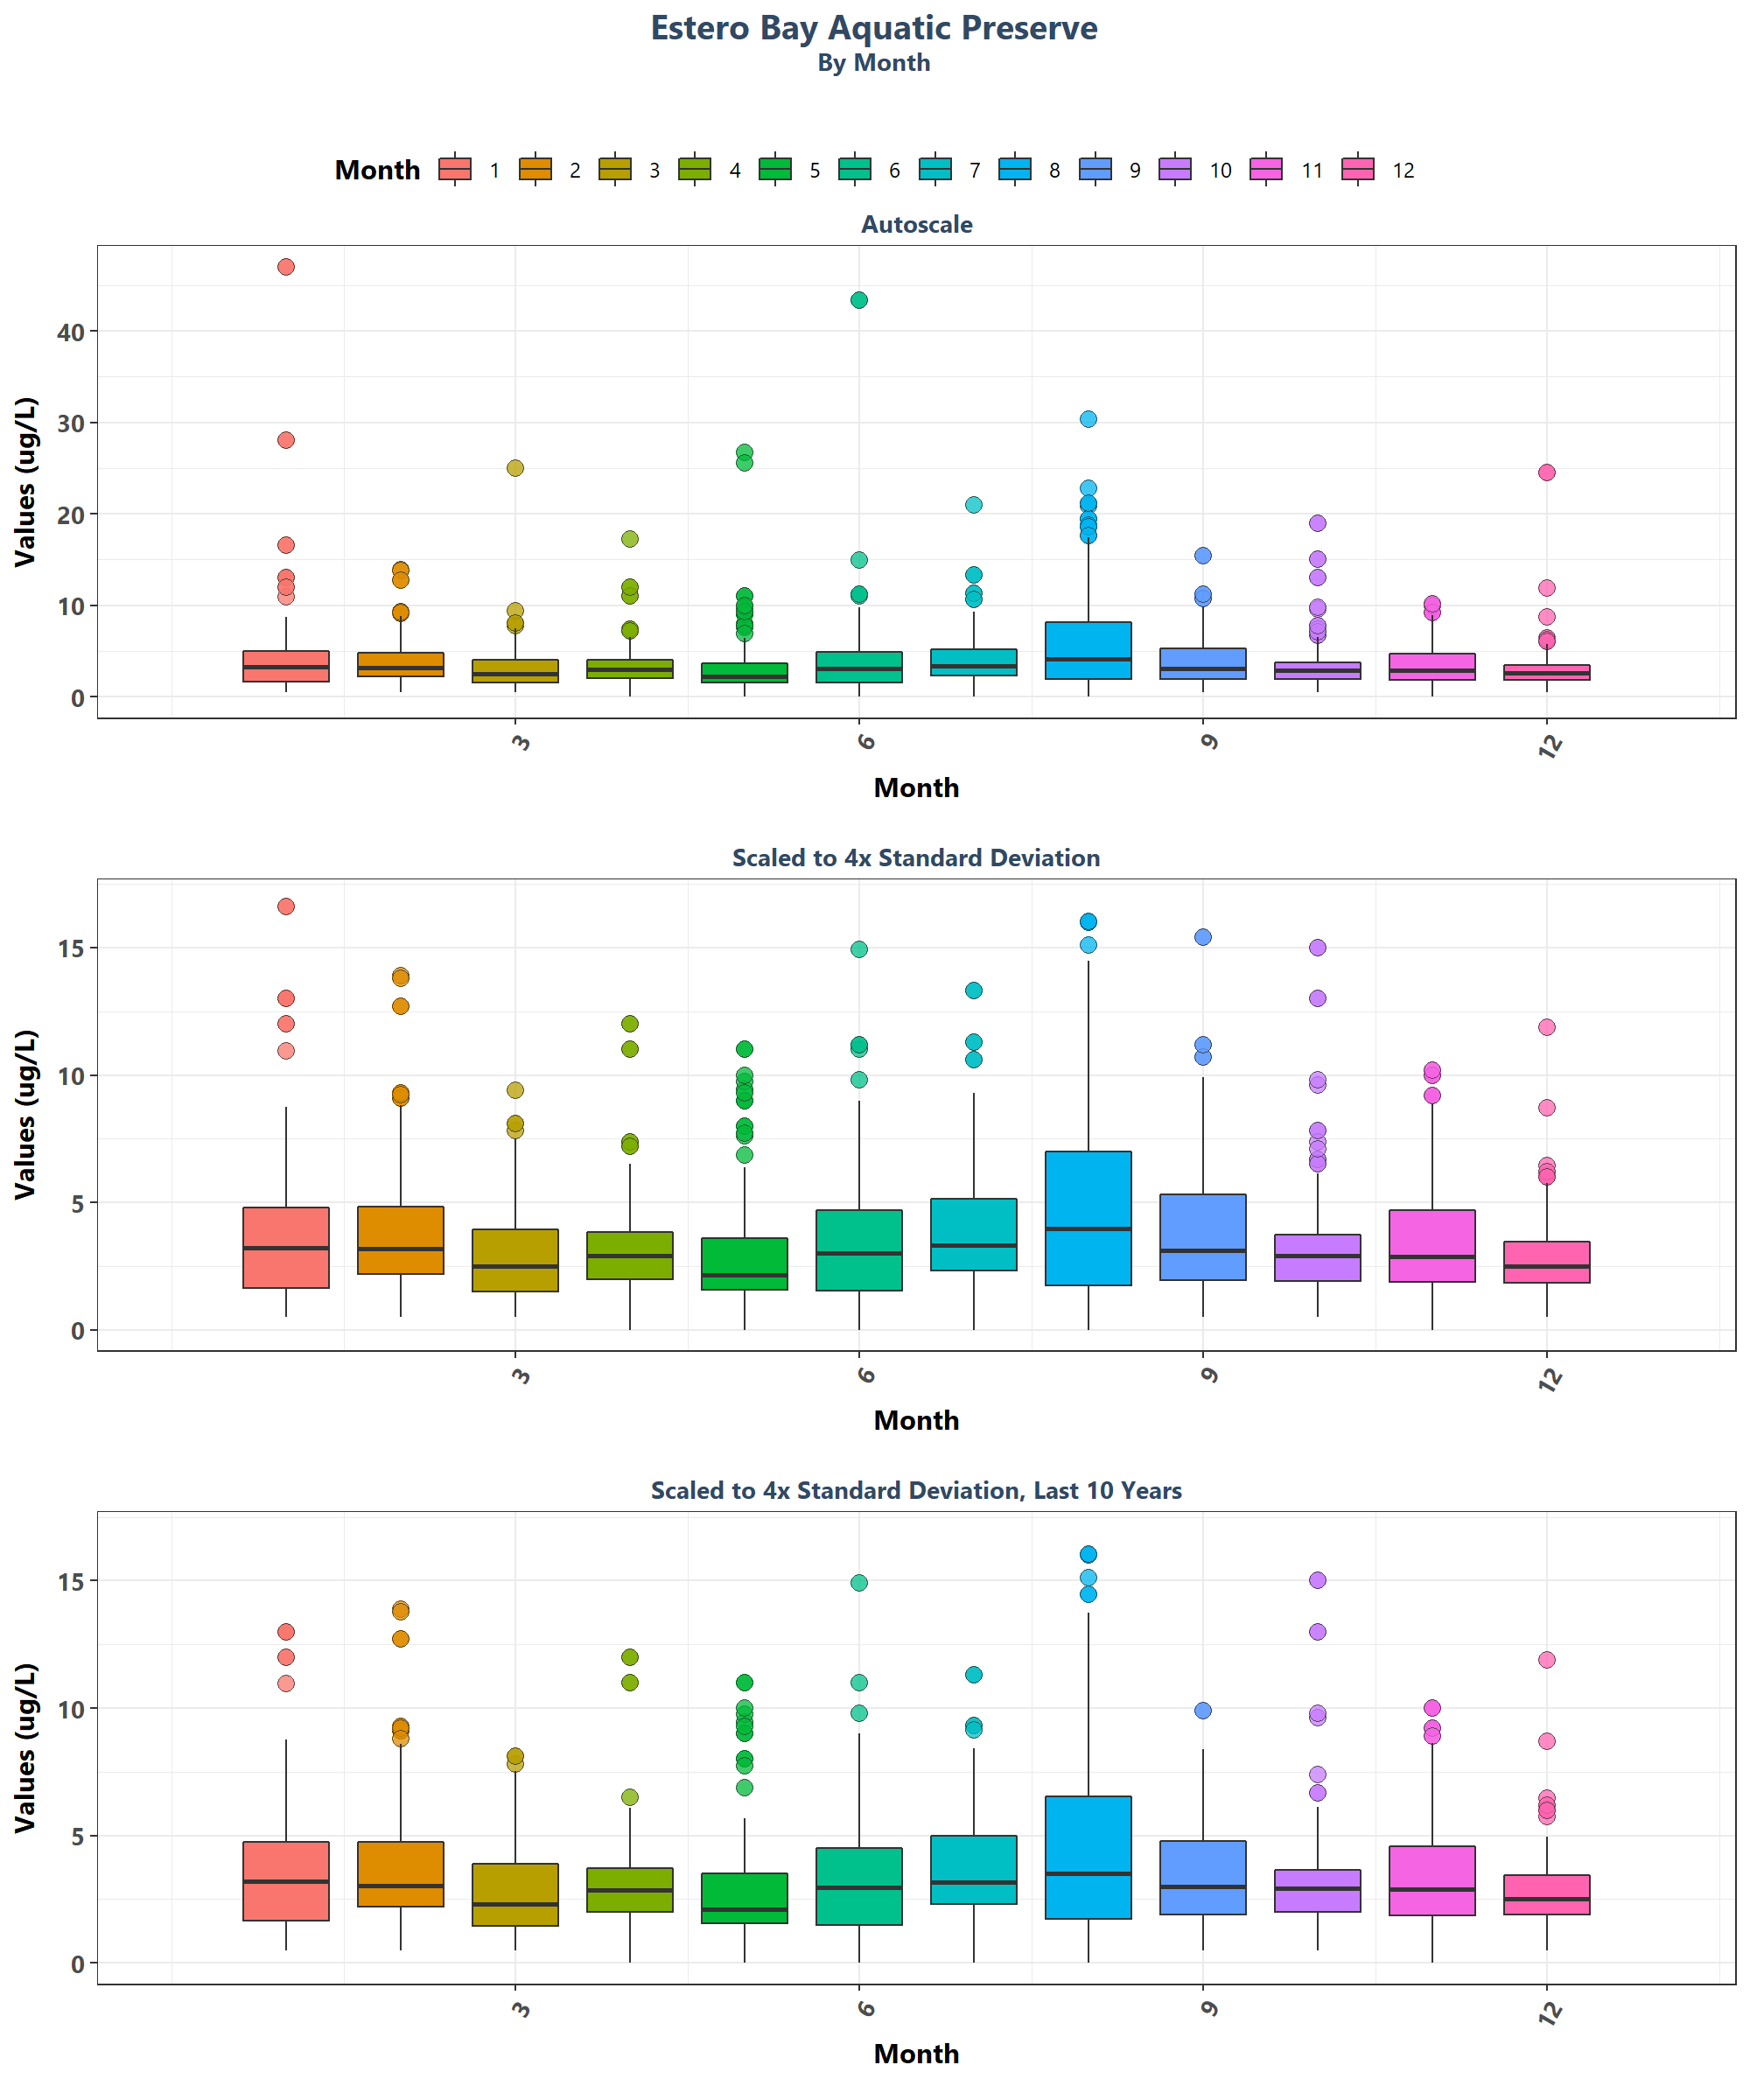 Estero Bay Aquatic Preserve
By Month
Month 1 2 3 4 5 6 7 8 9 10 11 12
Autoscale
Values (ug/L)
40
30
20
10
0
3 6 9 12
Month
Scaled to 4x Standard Deviation
Values (ug/L)
15
10
5
0
3 6 9 12
Month
Scaled to 4x Standard Deviation, Last 10 Years
Values (ug/L)
15
10
5
0
3 6 9 12
Month